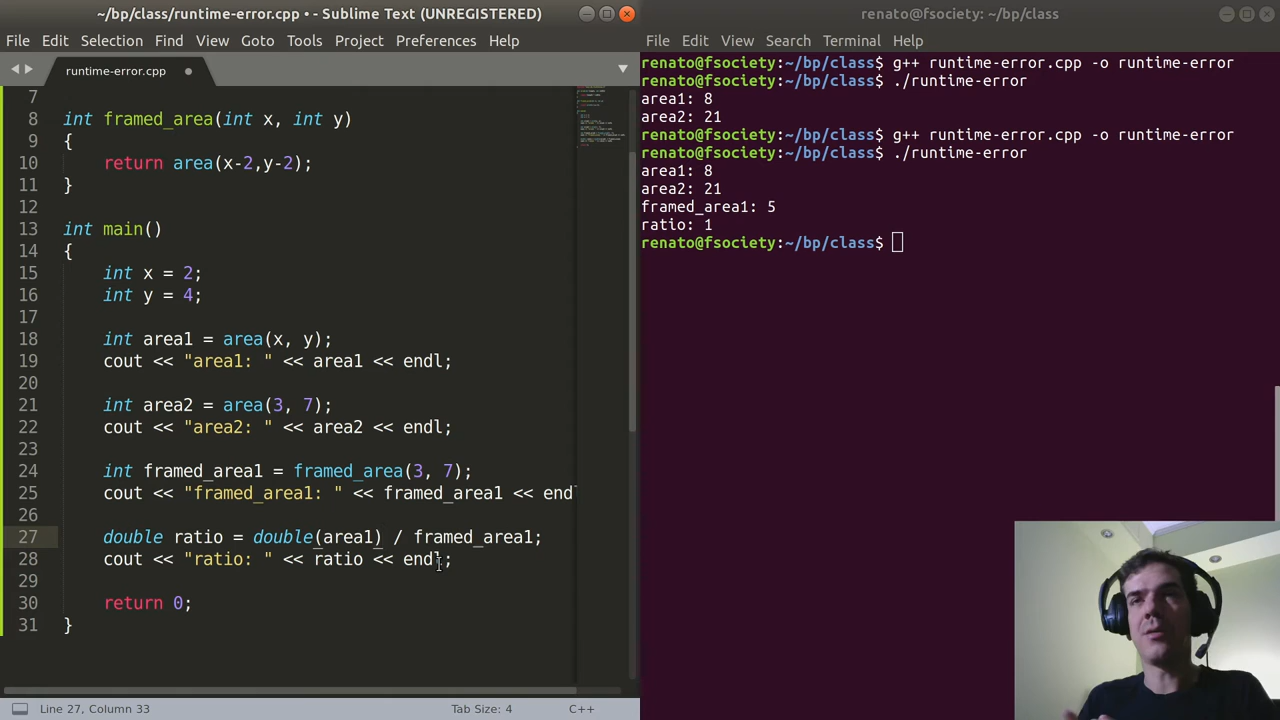 ~/bp/class/runtime-error.cpp • - Sublime Text (UNREGISTERED)
File Edit Selection Find View Goto Tools Project Preferences Help
runtime-error.cpp
7
8 int framed_area(int x, int y)
9 {
10 return area(x-2,y-2);
11 }
12
13 int main()
14 {
15 int x = 2;
16 int y = 4;
17
18 int area1 = area(x, y);
19 cout << "area1: " << area1 << endl;
20
21 int area2 = area(3, 7);
22 cout << "area2: " << area2 << endl;
23
24 int framed_area1 = framed_area(3, 7);
25 cout << "framed_area1: " << framed_area1 << endl
26
27 double ratio = double(area1) / framed_area1;
28 cout << "ratio: " << ratio << endl;
29
30 return 0;
31 }
Line 27, Column 33 Tab Size: 4 C++
renato@fsociety: ~/bp/class
File Edit View Search Terminal Help
renato@fsociety:~/bp/class$ g++ runtime-error.cpp -o runtime-error
renato@fsociety:~/bp/class$ ./runtime-error
area1: 8
area2: 21
renato@fsociety:~/bp/class$ g++ runtime-error.cpp -o runtime-error
renato@fsociety:~/bp/class$ ./runtime-error
area1: 8
area2: 21
framed_area1: 5
ratio: 1
renato@fsociety:~/bp/class$